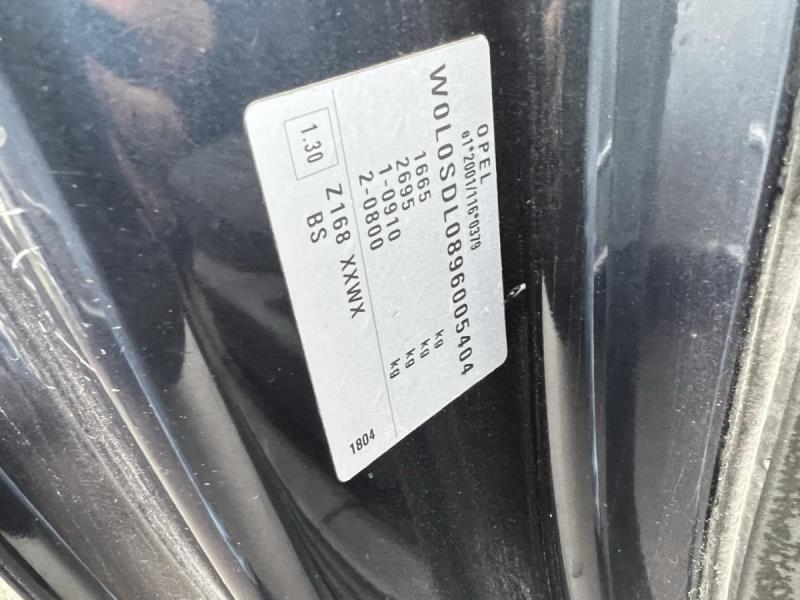 OPEL
e1*2001/116*0379
W0L0SDL0896005404
1665 kg
2695 kg
1-0910 kg
2-0800 kg
1.30 Z168 XXWX
BS
1804